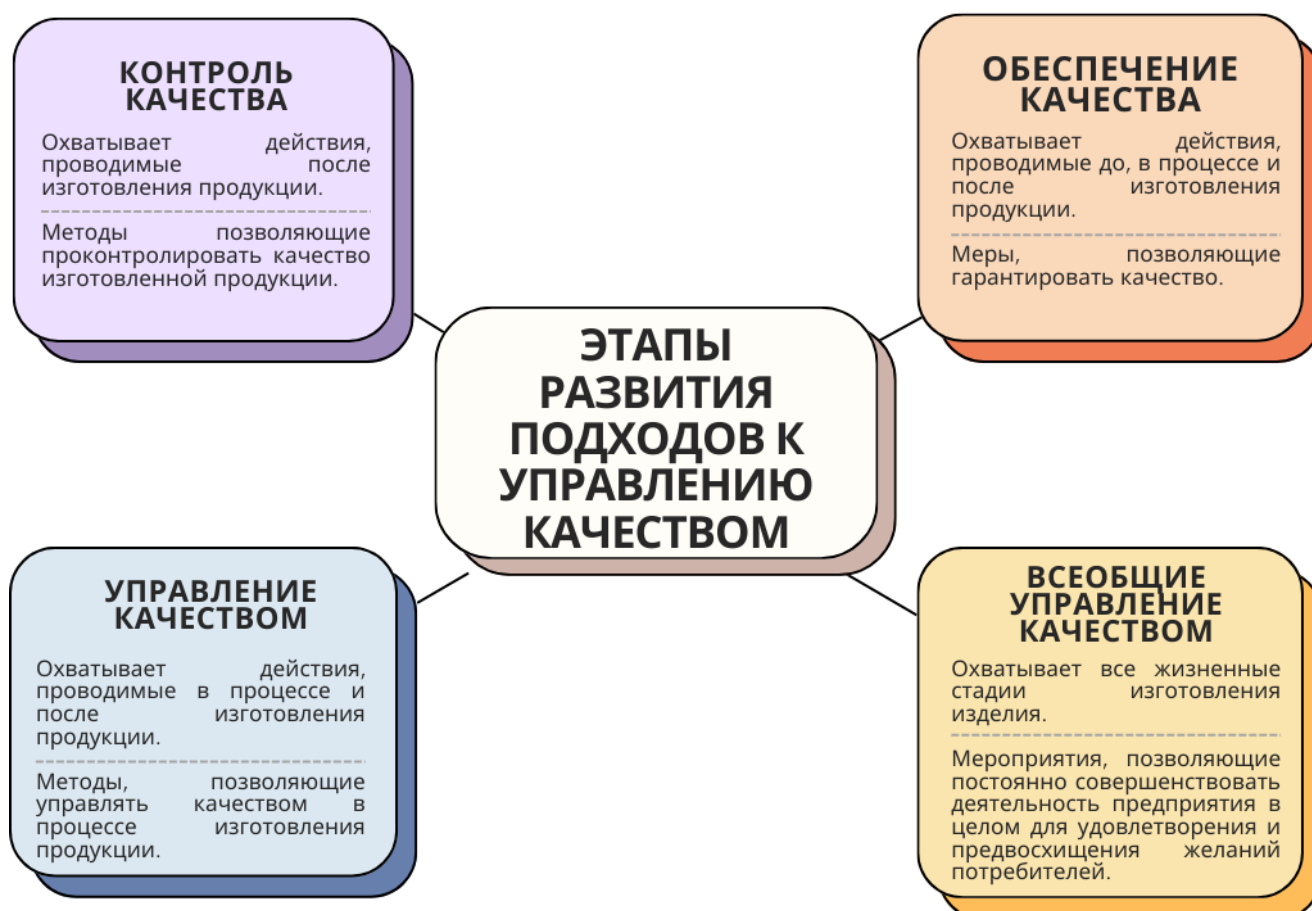 КОНТРОЛЬ
КАЧЕСТВА
Охватывает действия,
проводимые после
изготовления продукции.
Методы позволяющие
проконтролировать качество
изготовленной продукции.
ОБЕСПЕЧЕНИЕ
КАЧЕСТВА
Охватывает действия,
проводимые до, в процессе и
после изготовления
продукции.
Меры, позволяющие
гарантировать качество.
ЭТАПЫ
РАЗВИТИЯ
ПОДХОДОВ К
УПРАВЛЕНИЮ
КАЧЕСТВОМ
УПРАВЛЕНИЕ
КАЧЕСТВОМ
Охватывает действия,
проводимые в процессе и
после изготовления
продукции.
Методы, позволяющие
управлять качеством в
процессе изготовления
продукции.
ВСЕОБЩИЕ
УПРАВЛЕНИЕ
КАЧЕСТВОМ
Охватывает все жизненные
стадии изготовления
изделия.
Мероприятия, позволяющие
постоянно совершенствовать
деятельность предприятия в
целом для удовлетворения и
предвосхищения желаний
потребителей.